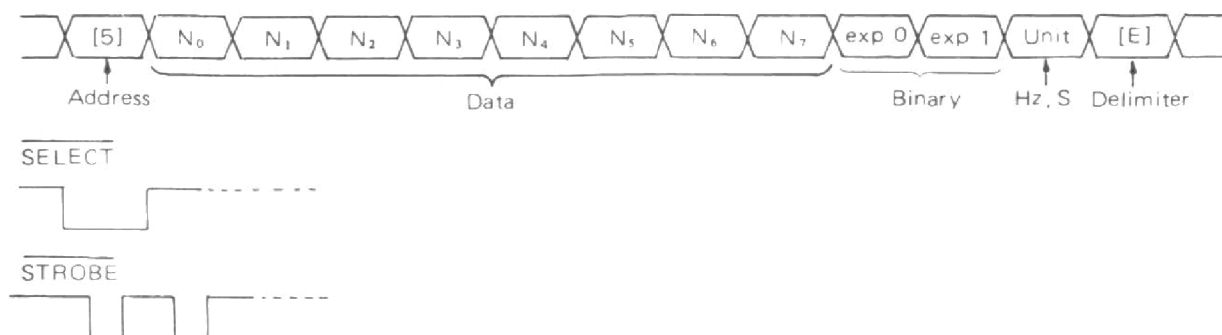 [5] N₀ N₁ N₂ N₃ N₄ N₅ N₆ N₇ exp 0 exp 1 Unit [E]
Address Data Binary Hz, S Delimiter
SELECT
STROBE